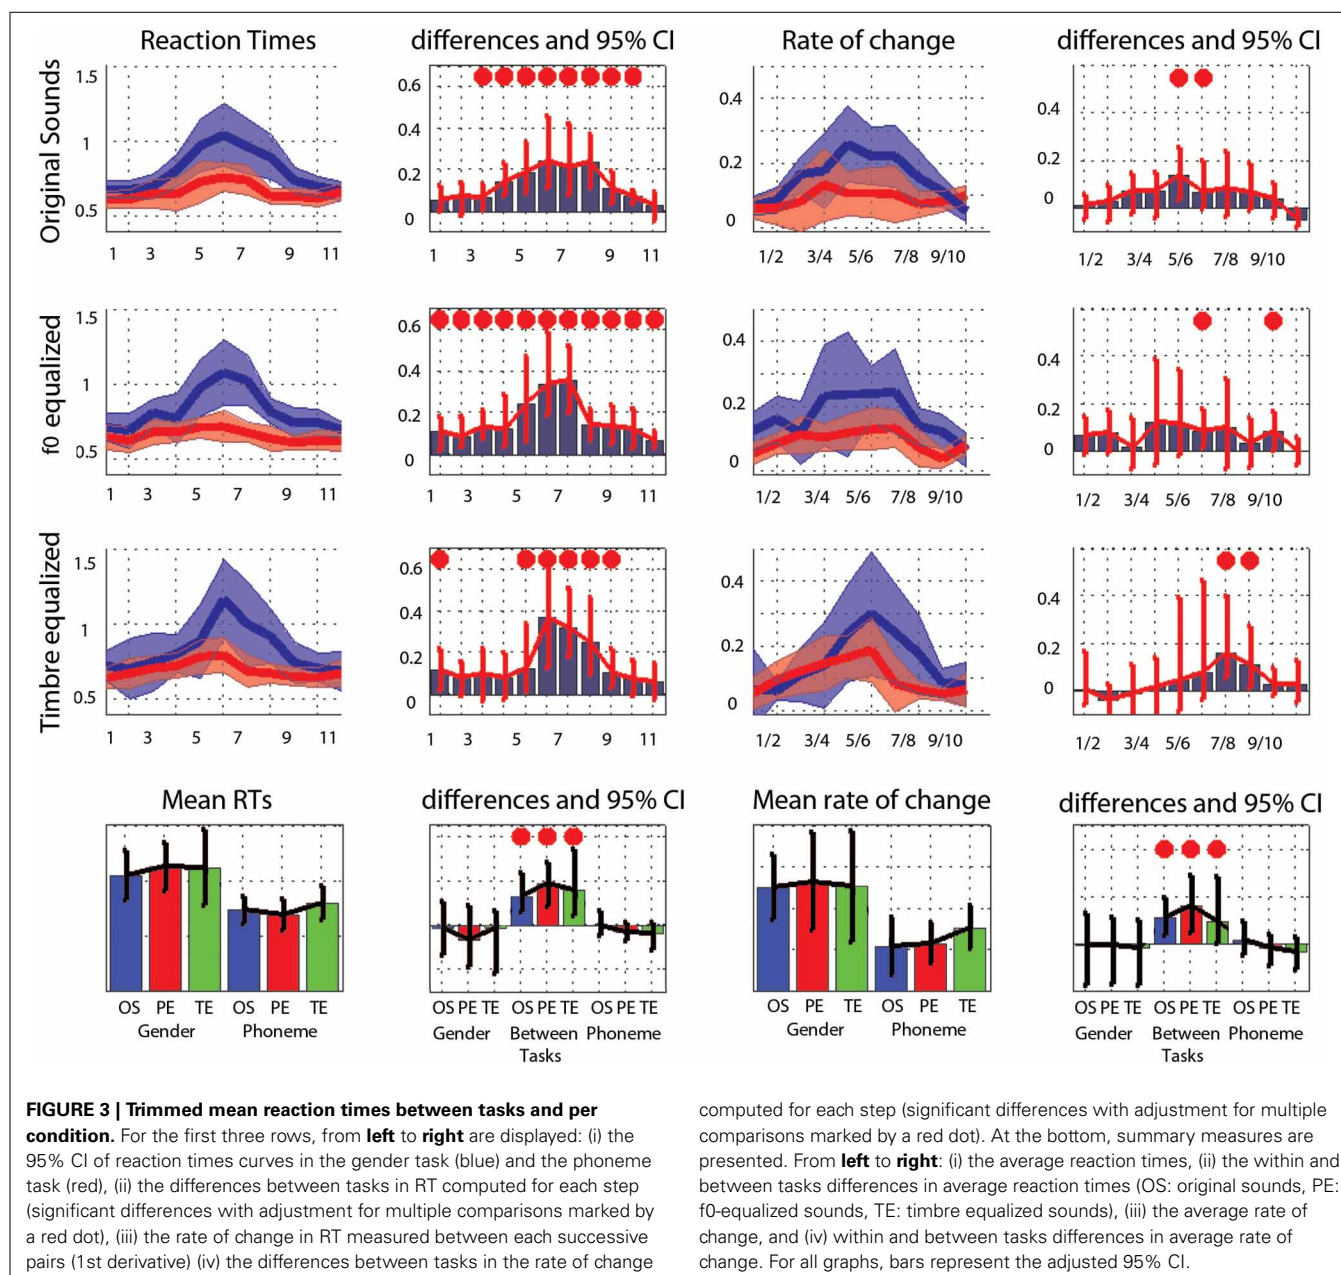 Reaction Times
differences and 95% CI
Rate of change
differences and 95% CI
Original Sounds
1.5
1
0.5
1 3 5 7 9 11
0.6
0.4
0.2
0
1 3 5 7 9 11
0.4
0.2
0
1/2 3/4 5/6 7/8 9/10
0.4
0.2
0
1/2 3/4 5/6 7/8 9/10
f0 equalized
1.5
1
0.5
1 3 5 7 9 11
0.6
0.4
0.2
0
1 3 5 7 9 11
0.4
0.2
0
1/2 3/4 5/6 7/8 9/10
0.4
0.2
0
1/2 3/4 5/6 7/8 9/10
Timbre equalized
1.5
1
0.5
1 3 5 7 9 11
0.6
0.4
0.2
0
1 3 5 7 9 11
0.4
0.2
0
1/2 3/4 5/6 7/8 9/10
0.4
0.2
0
1/2 3/4 5/6 7/8 9/10
Mean RTs
differences and 95% CI
Mean rate of change
differences and 95% CI
OS PE TE OS PE TE
Gender Phoneme
OS PE TE OS PE TE OS PE TE
Gender Between Phoneme
Tasks
OS PE TE OS PE TE
Gender Phoneme
OS PE TE OS PE TE OS PE TE
Gender Between Phoneme
Tasks
FIGURE 3 | Trimmed mean reaction times between tasks and per
condition. For the first three rows, from left to right are displayed: (i) the
95% CI of reaction times curves in the gender task (blue) and the phoneme
task (red), (ii) the differences between tasks in RT computed for each step
(significant differences with adjustment for multiple comparisons marked by
a red dot), (iii) the rate of change in RT measured between each successive
pairs (1st derivative) (iv) the differences between tasks in the rate of change
computed for each step (significant differences with adjustment for multiple
comparisons marked by a red dot). At the bottom, summary measures are
presented. From left to right: (i) the average reaction times, (ii) the within and
between tasks differences in average reaction times (OS: original sounds, PE:
f0-equalized sounds, TE: timbre equalized sounds), (iii) the average rate of
change, and (iv) within and between tasks differences in average rate of
change. For all graphs, bars represent the adjusted 95% CI.